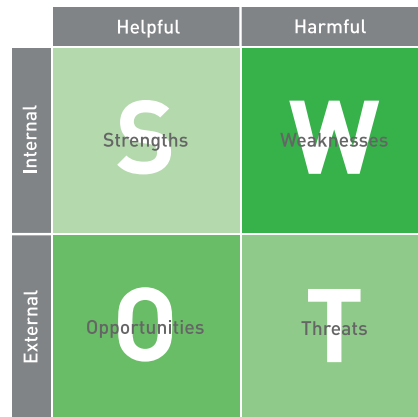 Helpful
Harmful
Internal
S
Strengths
W
Weaknesses
External
O
Opportunities
T
Threats